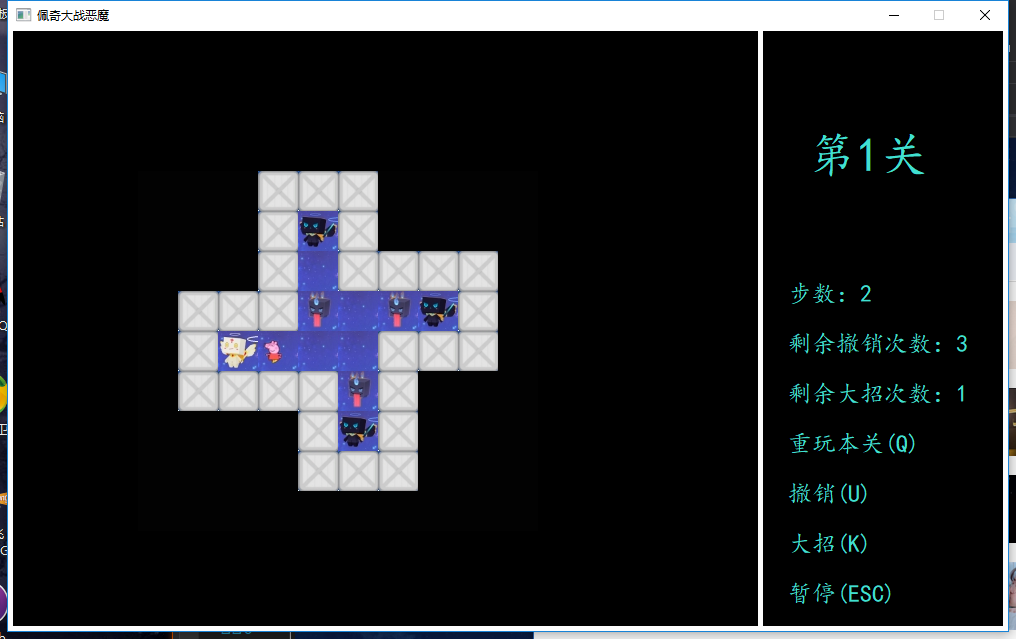 佩奇大战恶魔
第1关
步数：2
剩余撤销次数：3
剩余大招次数：1
重玩本关(Q)
撤销(U)
大招(K)
暂停(ESC)